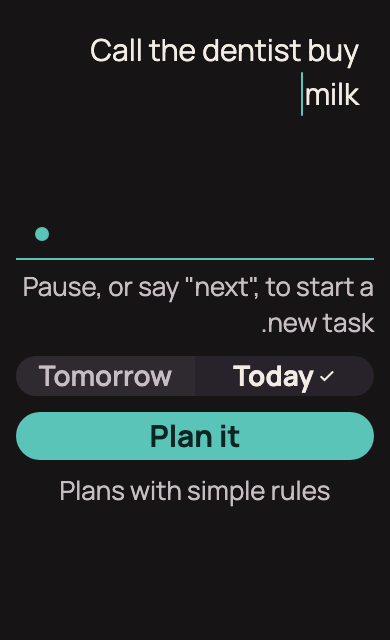 Call the dentist buy
milk
Pause, or say "next", to start a
.new task
Tomorrow
Today
Plan it
Plans with simple rules